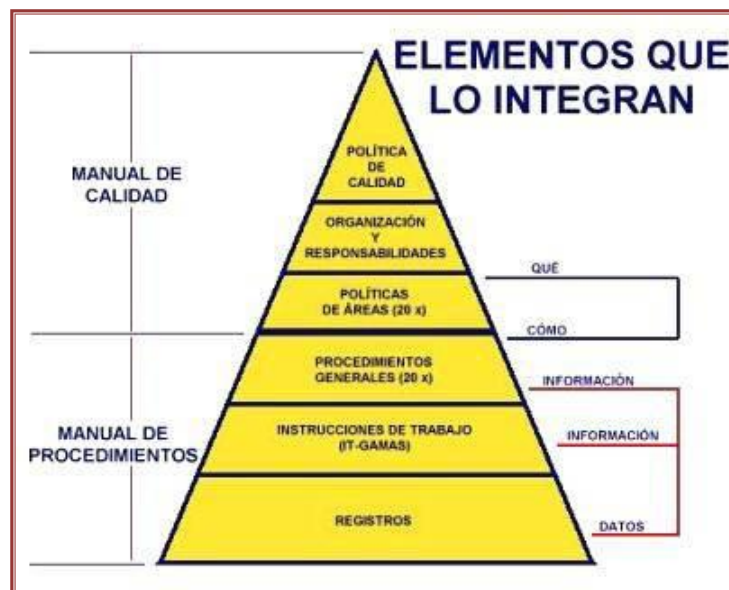 ELEMENTOS QUE
LO INTEGRAN
MANUAL DE
CALIDAD
POLÍTICA
DE
CALIDAD
ORGANIZACIÓN
Y
RESPONSABILIDADES
POLÍTICAS
DE ÁREAS (20 x)
QUÉ
CÓMO
MANUAL DE
PROCEDIMIENTOS
PROCEDIMIENTOS
GENERALES (20 x)
INSTRUCCIONES DE TRABAJO
(IT-GAMAS)
REGISTROS
INFORMACIÓN
INFORMACIÓN
DATOS